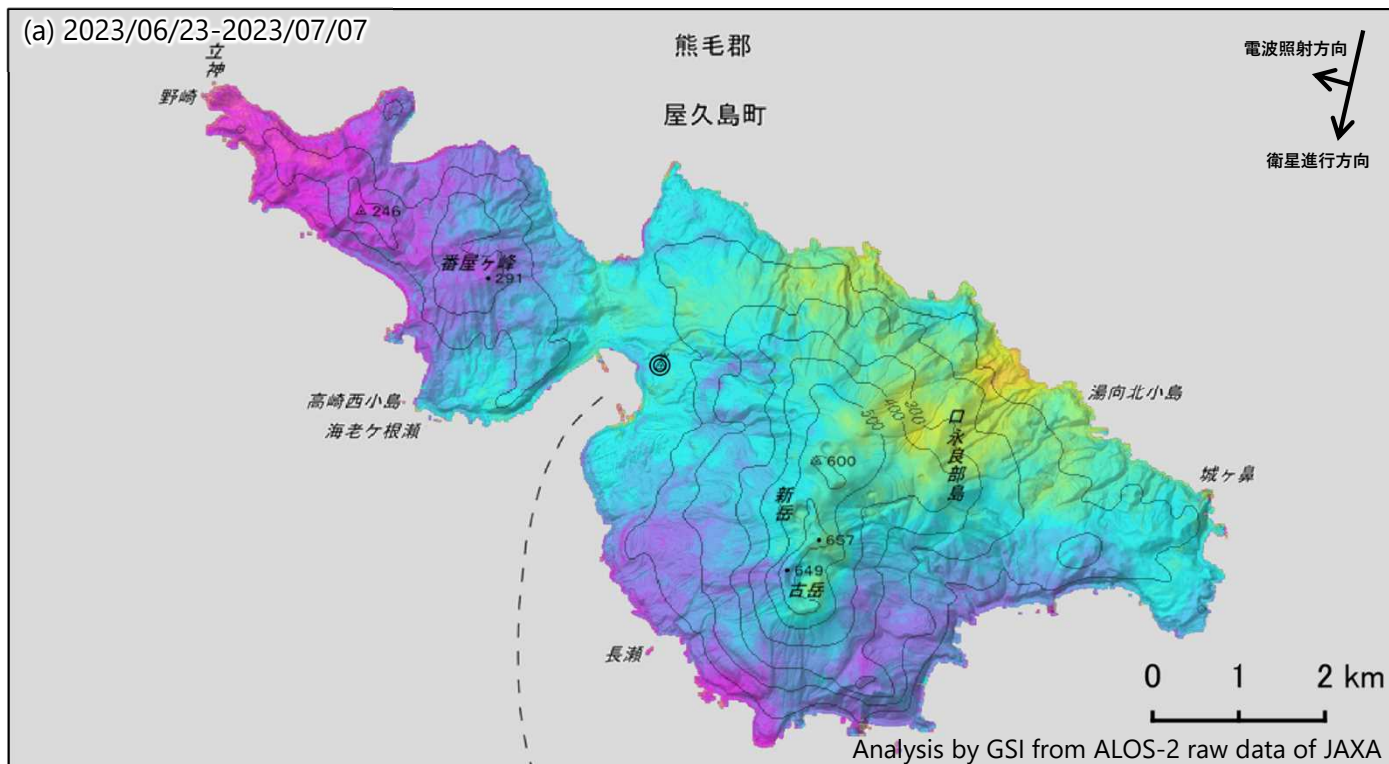 (a) 2023/06/23-2023/07/07
熊毛郡
屋久島町
電波照射方向
衛星進行方向
立神
野崎
246
番屋ヶ峰
291
高崎西小島
海老ケ根瀬
湯向北小島
300
400
500
口永良部島
600
城ヶ鼻
新岳
657
649
古岳
長瀬
0 1 2 km
Analysis by GSI from ALOS-2 raw data of JAXA